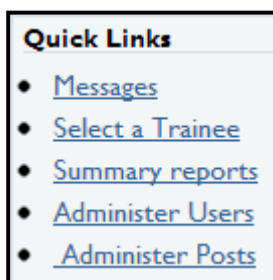 Quick Links
Messages
Select a Trainee
Summary reports
Administer Users
Administer Posts